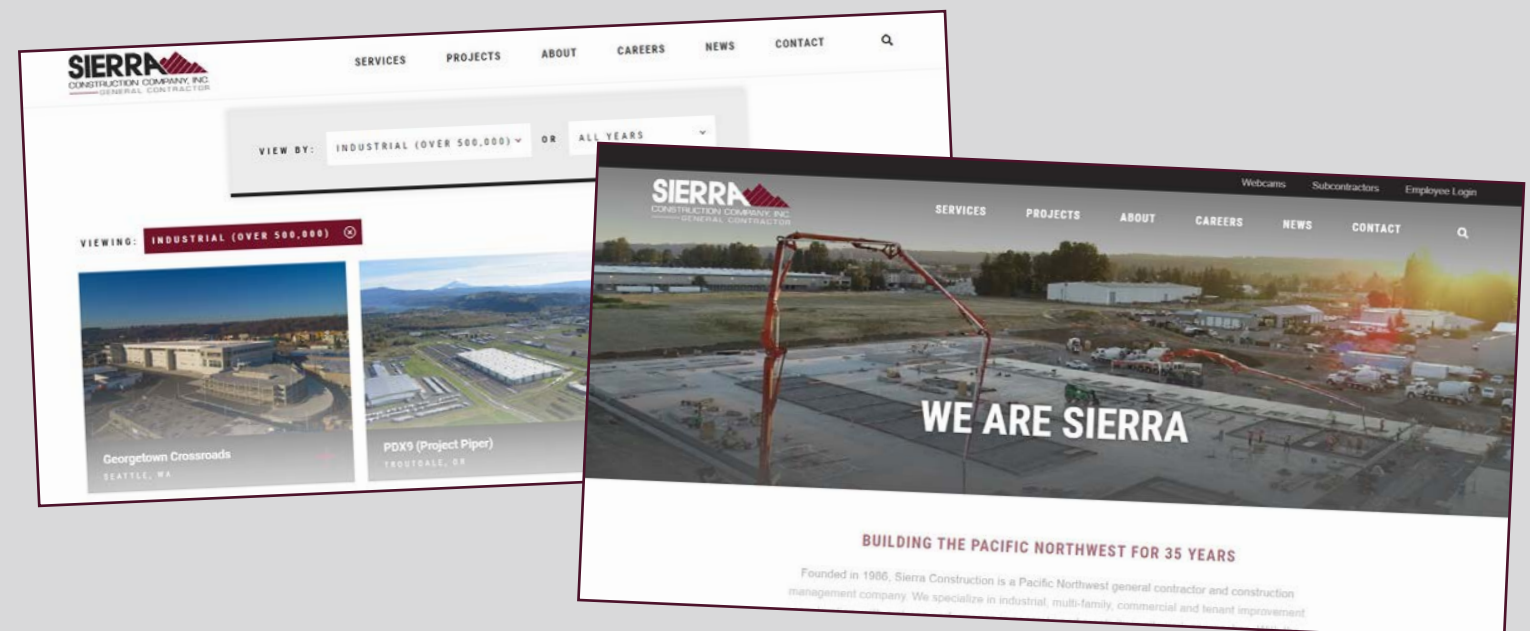 SIERRA
CONSTRUCTION COMPANY, INC.
GENERAL CONTRACTOR
SERVICES PROJECTS ABOUT CAREERS NEWS CONTACT
VIEW BY: INDUSTRIAL (OVER 500,000) OR ALL YEARS
VIEWING: INDUSTRIAL (OVER 500,000)
Georgetown Crossroads
SEATTLE, WA
PDX9 (Project Piper)
TROUTDALE, OR
Webcams Subcontractors Employee Login
SIERRA
CONSTRUCTION COMPANY, INC.
GENERAL CONTRACTOR
SERVICES PROJECTS ABOUT CAREERS NEWS CONTACT
WE ARE SIERRA
BUILDING THE PACIFIC NORTHWEST FOR 35 YEARS
Founded in 1986, Sierra Construction is a Pacific Northwest general contractor and construction
management company. We specialize in industrial, multi-family, commercial and tenant improvement